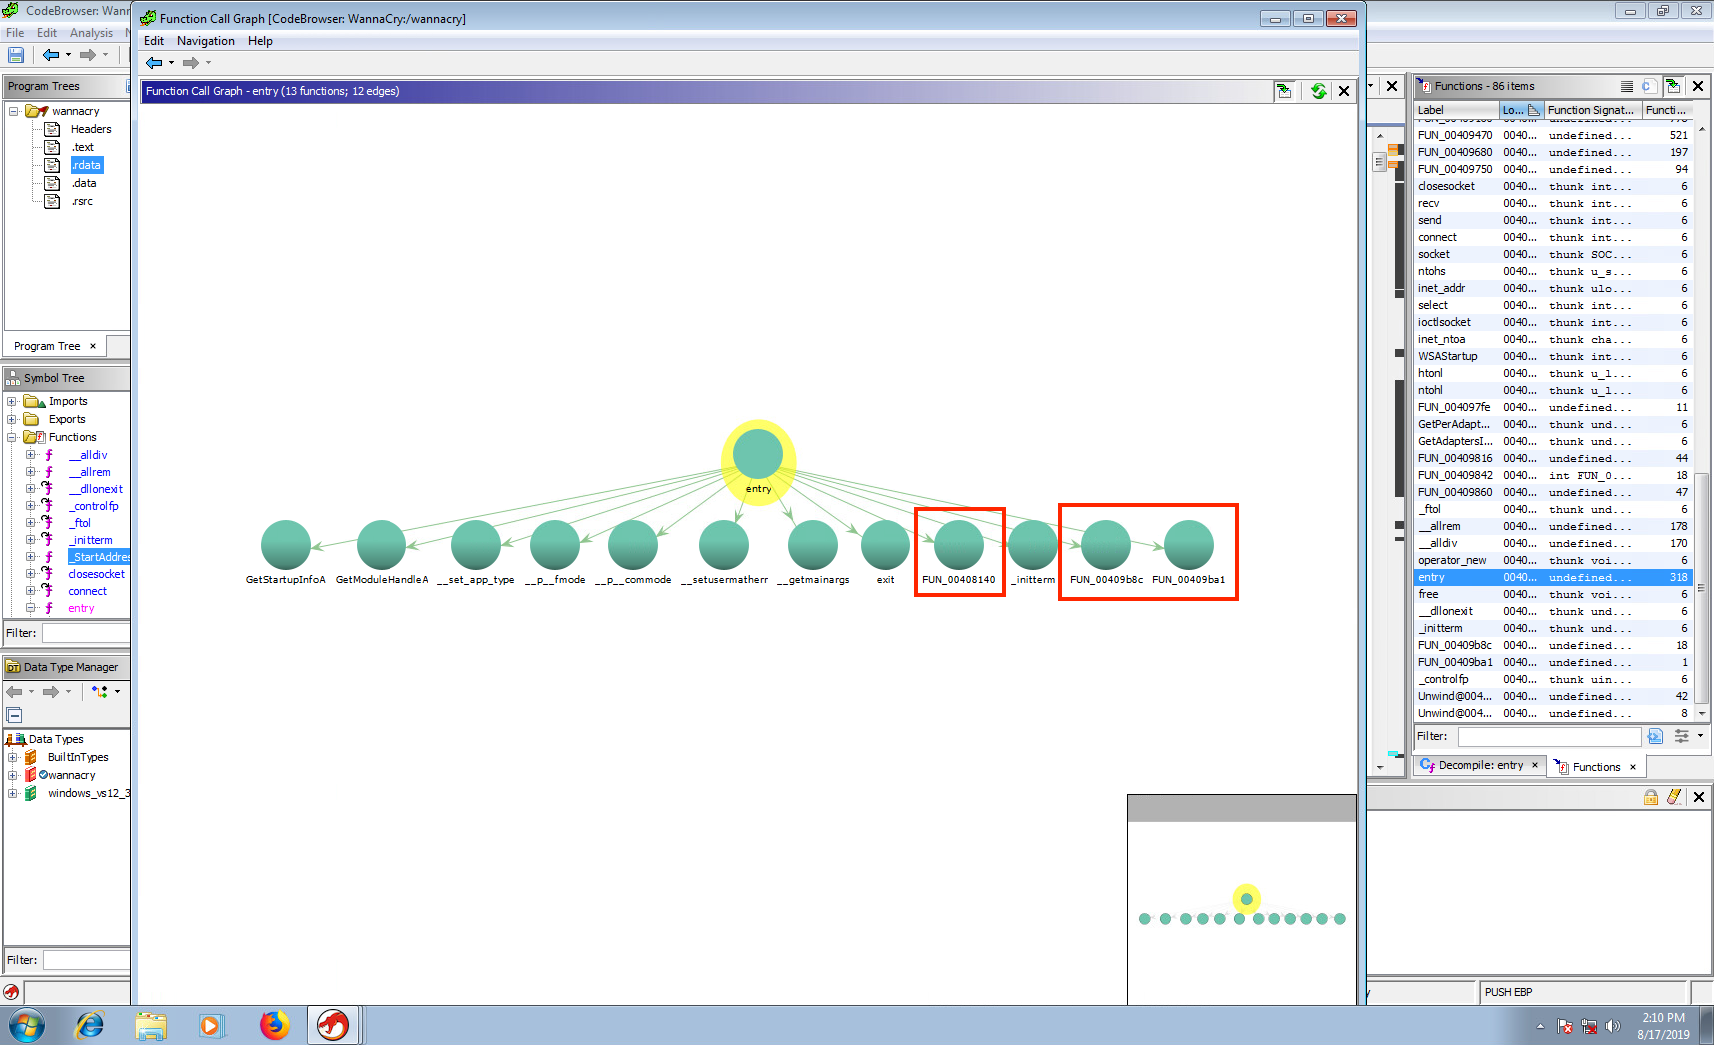 CodeBrowser: Wann
File Edit Analysis N
Program Trees
wannacry
Headers
.text
.rdata
.data
.rsrc
Program Tree ×
Symbol Tree
Imports
Exports
Functions
__alldiv
__allrem
__dllonexit
_controlfp
_ftol
_initterm
_StartAddres
closesocket
connect
entry
Filter:
Data Type Manager
Data Types
BuiltInTypes
wannacry
windows_vs12_3
Filter:
Function Call Graph [CodeBrowser: WannaCry:/wannacry]
Edit Navigation Help
Function Call Graph - entry (13 functions; 12 edges)
entry
GetStartupInfoA GetModuleHandleA __set_app_type __p__fmode __p__commode __setusermatherr __getmainargs exit FUN_00408140 _initterm FUN_00409b8c FUN_00409ba1
Functions - 86 items
Label Lo... Function Signat... Functi...
FUN_00409470 0040... undefined... 521
FUN_00409680 0040... undefined... 197
FUN_00409750 0040... undefined... 94
closesocket 0040... thunk int... 6
recv 0040... thunk int... 6
send 0040... thunk int... 6
connect 0040... thunk int... 6
socket 0040... thunk SOC... 6
ntohs 0040... thunk u_s... 6
inet_addr 0040... thunk ulo... 6
select 0040... thunk int... 6
ioctlsocket 0040... thunk int... 6
inet_ntoa 0040... thunk cha... 6
WSAStartup 0040... thunk int... 6
htonl 0040... thunk u_l... 6
ntohl 0040... thunk u_l... 6
FUN_004097fe 0040... undefined... 11
GetPerAdapt... 0040... thunk und... 6
GetAdaptersI... 0040... thunk und... 6
FUN_00409816 0040... undefined... 44
FUN_00409842 0040... int FUN_0... 18
FUN_00409860 0040... undefined... 47
_ftol 0040... thunk und... 6
__allrem 0040... undefined... 178
__alldiv 0040... undefined... 170
operator_new 0040... thunk voi... 6
entry 0040... undefined... 318
free 0040... thunk voi... 6
__dllonexit 0040... thunk und... 6
_initterm 0040... thunk und... 6
FUN_00409b8c 0040... undefined... 18
FUN_00409ba1 0040... undefined... 1
_controlfp 0040... thunk uin... 6
Unwind@004... 0040... undefined... 42
Unwind@004... 0040... undefined... 8
Filter:
Decompile: entry × Functions ×
PUSH EBP
2:10 PM
8/17/2019